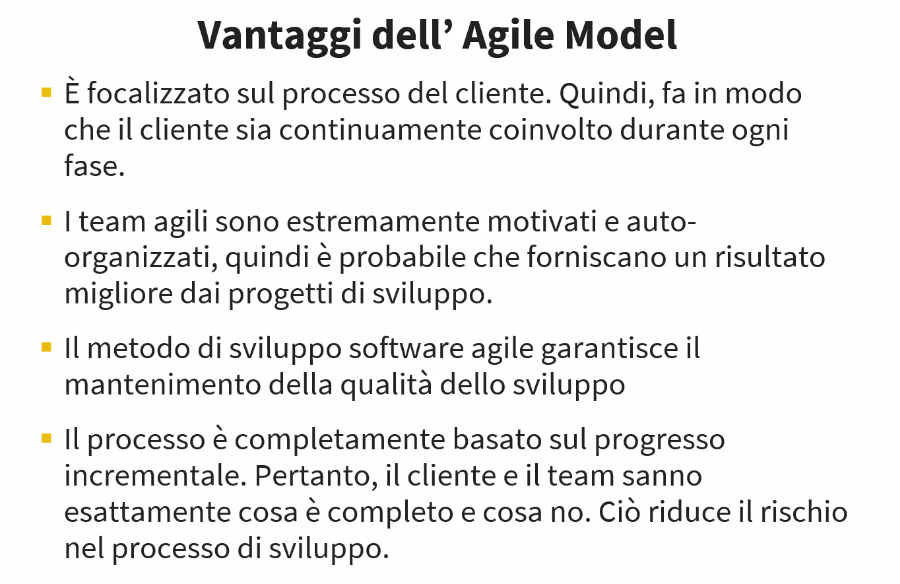 Vantaggi dell’ Agile Model
È focalizzato sul processo del cliente. Quindi, fa in modo
che il cliente sia continuamente coinvolto durante ogni
fase.
I team agili sono estremamente motivati e auto-
organizzati, quindi è probabile che forniscano un risultato
migliore dai progetti di sviluppo.
Il metodo di sviluppo software agile garantisce il
mantenimento della qualità dello sviluppo
Il processo è completamente basato sul progresso
incrementale. Pertanto, il cliente e il team sanno
esattamente cosa è completo e cosa no. Ciò riduce il rischio
nel processo di sviluppo.